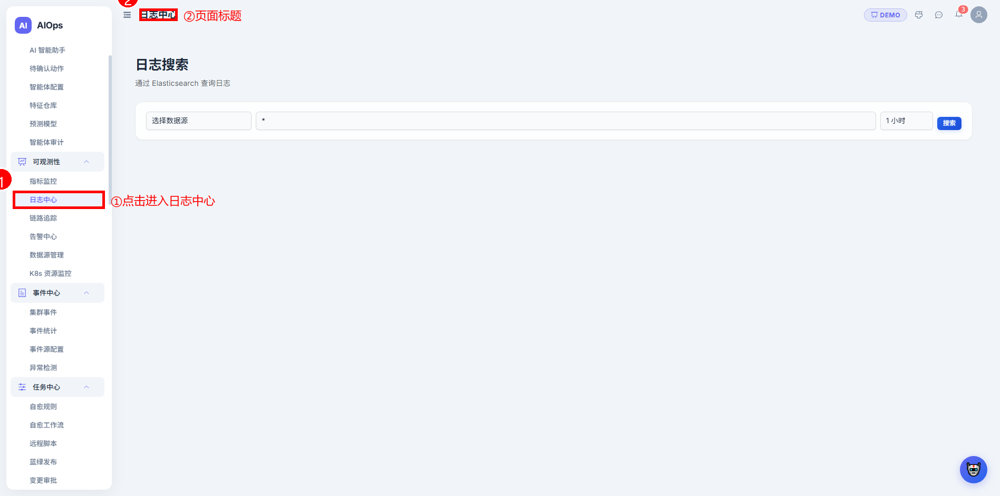 AI AIOps
AI 智能助手
待确认动作
智能体配置
特征仓库
预测模型
智能体审计
可观测性
指标监控
1
日志中心
①点击进入日志中心
链路追踪
告警中心
数据源管理
K8s 资源监控
事件中心
集群事件
事件统计
事件源配置
异常检测
任务中心
自愈规则
自愈工作流
远程脚本
蓝绿发布
变更审批
2
日志中心 ②页面标题
DEMO
3
日志搜索
通过 Elasticsearch 查询日志
选择数据源
*
1 小时
搜索